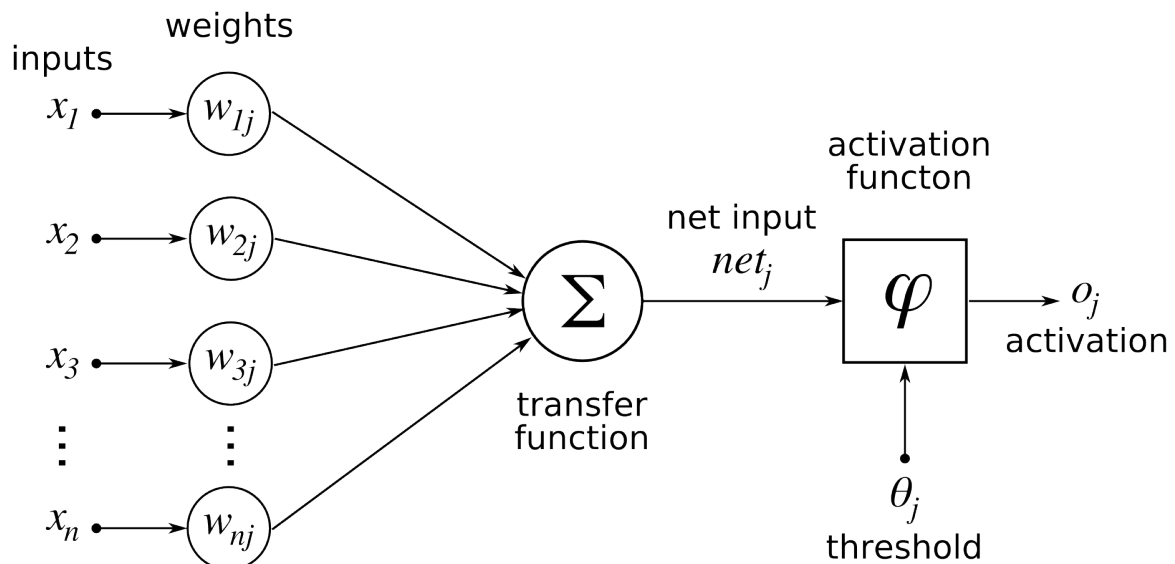 weights
inputs
x1 w1j
x2 w2j
x3 w3j
⋮ ⋮
xn wnj
Σ
transfer
function
net input
netj
activation
functon
φ
oj
activation
θj
threshold